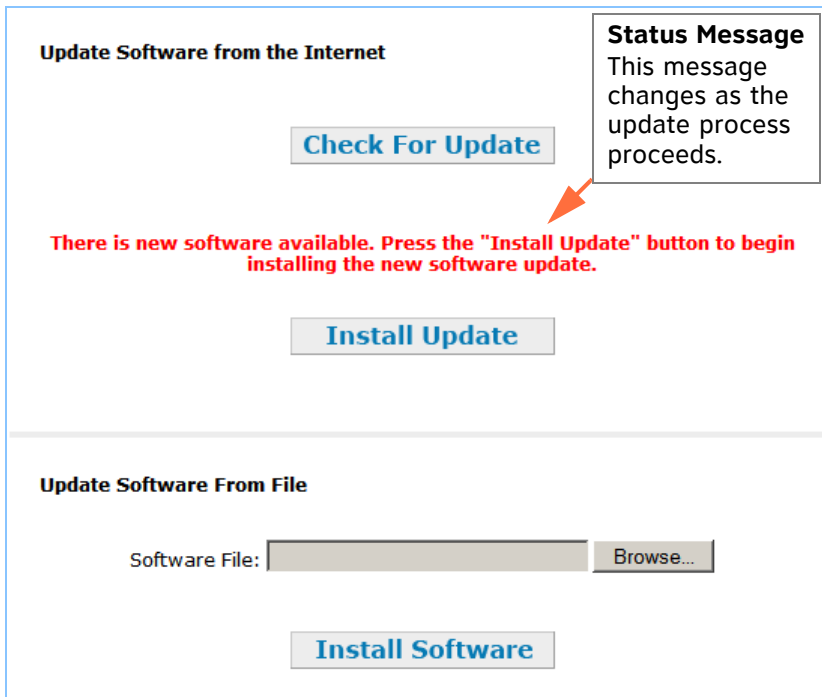 Update Software from the Internet
Status Message
This message
changes as the
update process
proceeds.
Check For Update
There is new software available. Press the "Install Update" button to begin
installing the new software update.
Install Update
Update Software From File
Software File:
Browse...
Install Software